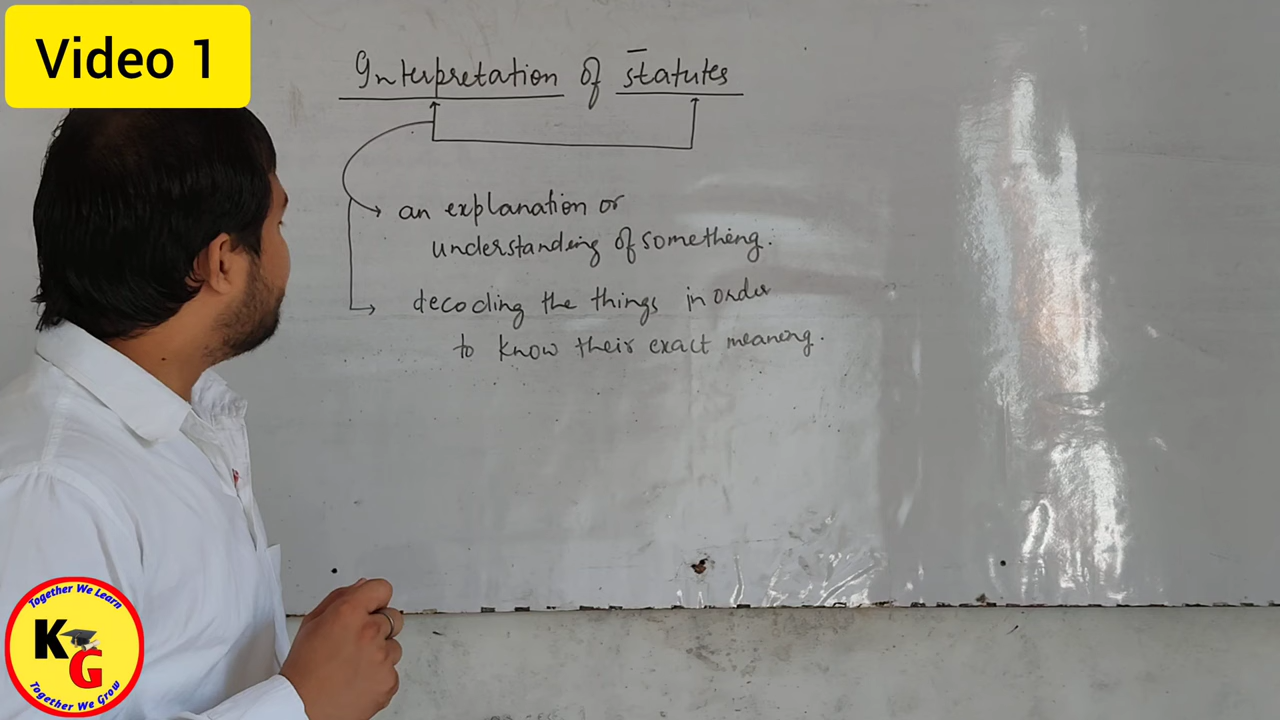 Video 1
Interpretation of statutes
an explanation or
understanding of something.
decoding the things in order
to know their exact meaning.
Together We Learn
KG
Together We Grow